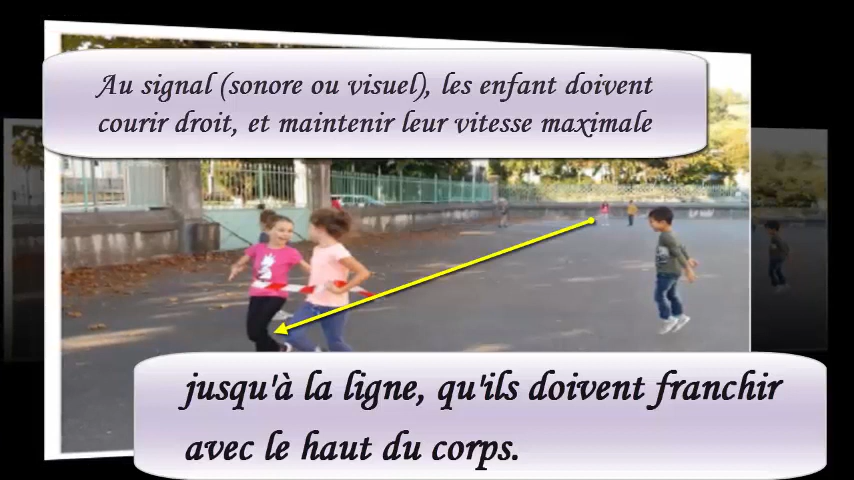 Au signal (sonore ou visuel), les enfant doivent
courir droit, et maintenir leur vitesse maximale
jusqu'à la ligne, qu'ils doivent franchir
avec le haut du corps.